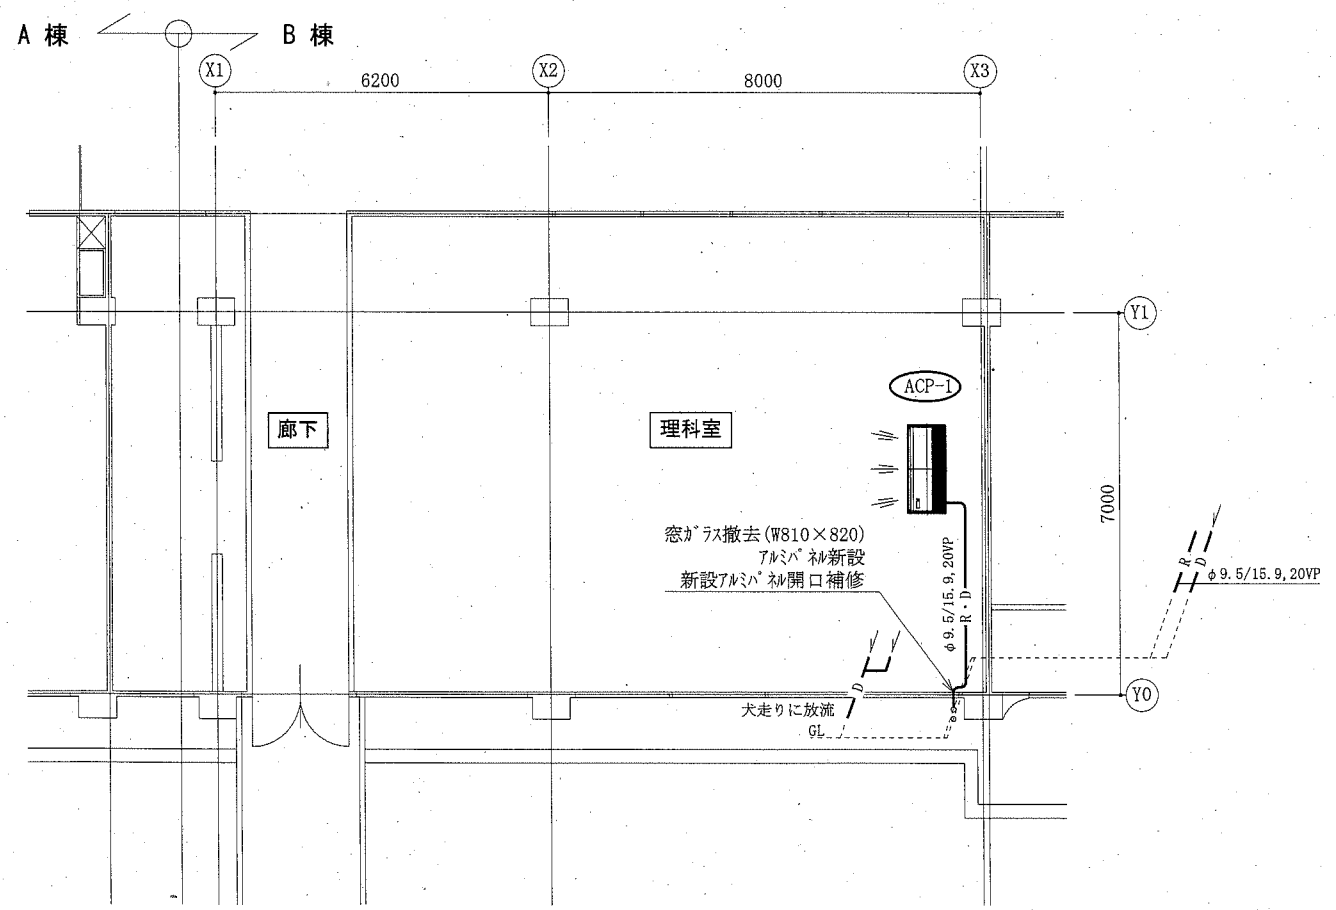 A 棟
B 棟
X1
X2
X3
6200
8000
Y1
ACP-1
廊下
理科室
7000
窓ｶﾞﾗｽ撤去(W810×820)
ｱﾙﾐﾊﾟﾈﾙ新設
新設ｱﾙﾐﾊﾟﾈﾙ開口補修
φ9.5/15.9,20VP
R・D
R
D
φ9.5/15.9,20VP
D
犬走りに放流
GL
Y0